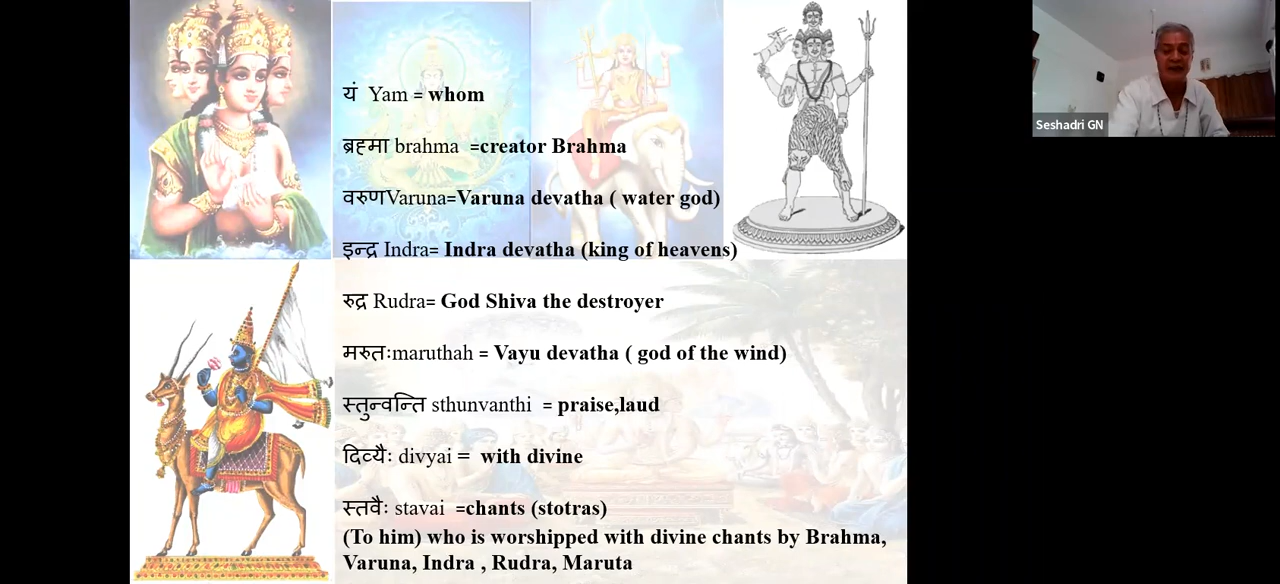 यं Yam = whom
ब्रह्मा brahma =creator Brahma
वरुणVaruna=Varuna devatha ( water god)
इन्द्र Indra= Indra devatha (king of heavens)
रुद्र Rudra= God Shiva the destroyer
मरुतःmaruthah = Vayu devatha ( god of the wind)
स्तुन्वन्ति sthunvanthi = praise,laud
दिव्यैः divyai = with divine
स्तवैः stavai =chants (stotras)
(To him) who is worshipped with divine chants by Brahma,
Varuna, Indra , Rudra, Maruta
Seshadri GN